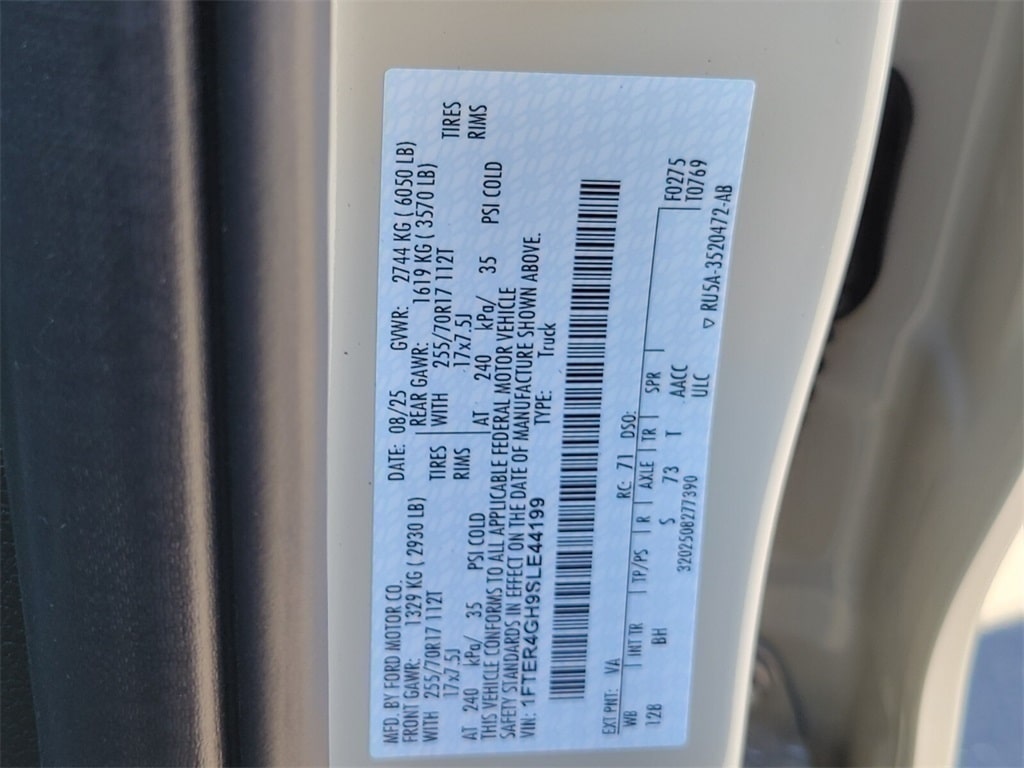 MFD. BY FORD MOTOR CO.
DATE: 08/25 GVWR: 2744 KG ( 6050 LB)
FRONT GAWR: 1329 KG ( 2930 LB) REAR GAWR: 1619 KG ( 3570 LB)
WITH 255/70R17 112T TIRES WITH 255/70R17 112T TIRES
17x7.5J RIMS 17x7.5J RIMS
AT 240 kPa/ 35 PSI COLD AT 240 kPa/ 35 PSI COLD
THIS VEHICLE CONFORMS TO ALL APPLICABLE FEDERAL MOTOR VEHICLE
SAFETY STANDARDS IN EFFECT ON THE DATE OF MANUFACTURE SHOWN ABOVE.
VIN: 1FTER4GH9SLE44199 TYPE: Truck
EXT PNT: VA RC: 71 DSO:
WB INT TR TP/PS R AXLE TR SPR F0275
128 BH S 73 T AACC T0769
ULC
3202508277390 ▽ RU5A-3520472-AB